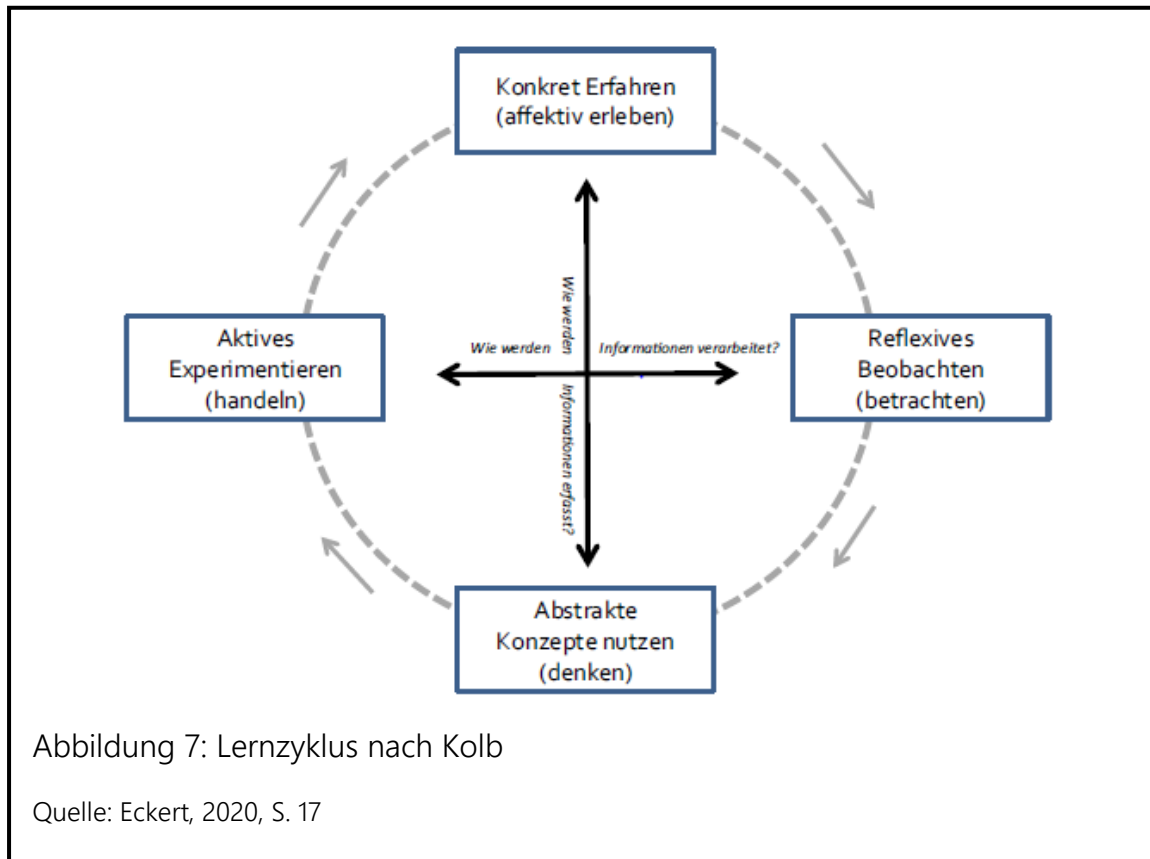 Konkret Erfahren
(affektiv erleben)
Wie werden
Informationen erfasst?
Wie werden
Informationen verarbeitet?
Aktives
Experimentieren
(handeln)
Reflexives
Beobachten
(betrachten)
Abstrakte
Konzepte nutzen
(denken)
Abbildung 7: Lernzyklus nach Kolb
Quelle: Eckert, 2020, S. 17